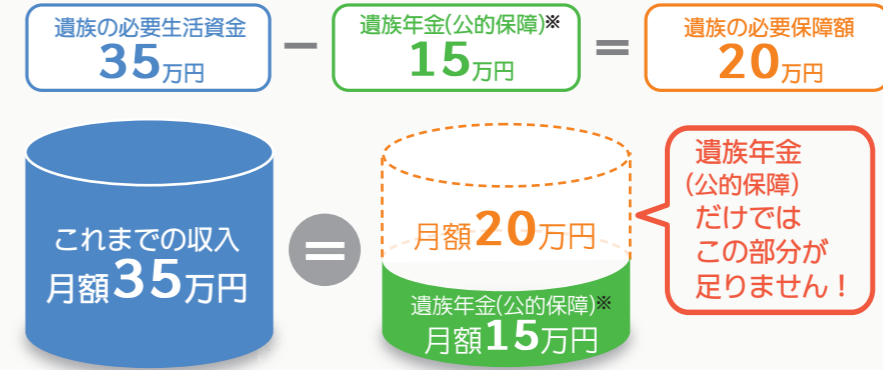 遺族の必要生活資金
35万円
−
遺族年金(公的保障)※
15万円
=
遺族の必要保障額
20万円
これまでの収入
月額35万円
=
月額20万円
遺族年金(公的保障)※
月額15万円
遺族年金
(公的保障)
だけでは
この部分が
足りません！